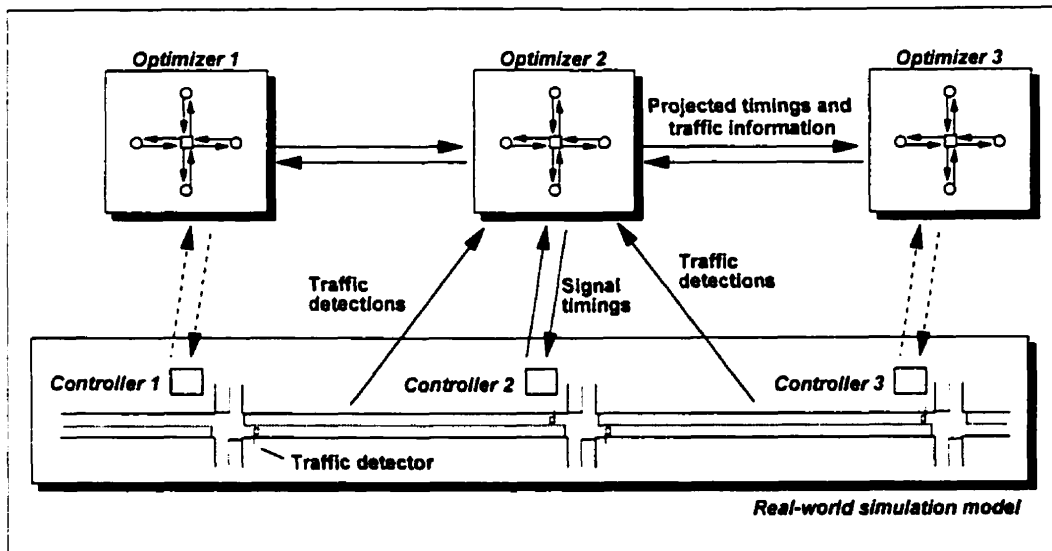 Optimizer 1
Optimizer 2
Optimizer 3
Projected timings and
traffic information
Traffic
detections
Signal
timings
Traffic
detections
Controller 1
Controller 2
Controller 3
Traffic detector
Real-world simulation model